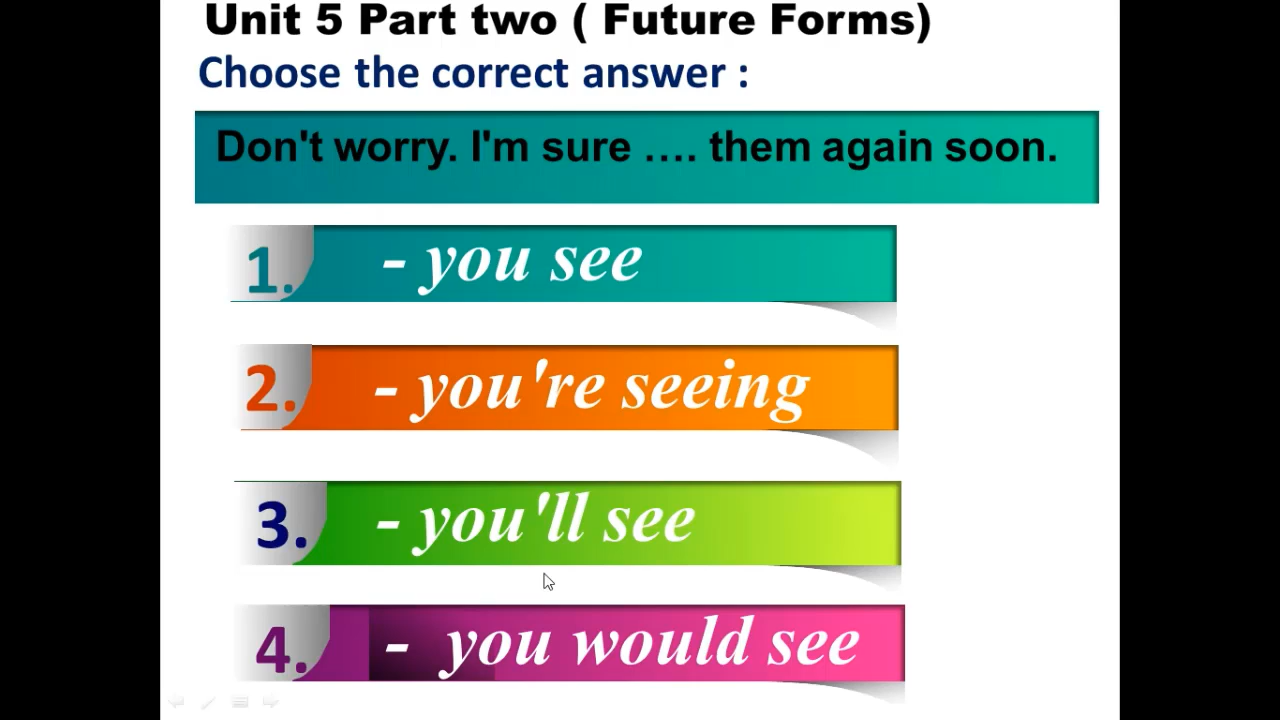 Unit 5 Part two ( Future Forms)
Choose the correct answer :
Don't worry. I'm sure .... them again soon.
1. - you see
2. - you're seeing
3. - you'll see
4. - you would see